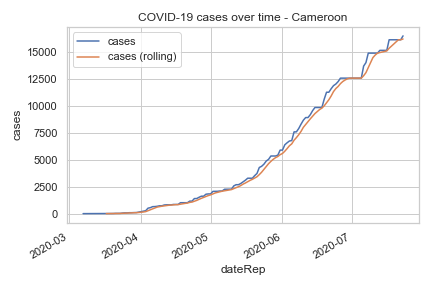 COVID-19 cases over time - Cameroon
cases
cases (rolling)
15000
12500
10000
7500
5000
2500
0
cases
2020-03
2020-04
2020-05
2020-06
2020-07
dateRep